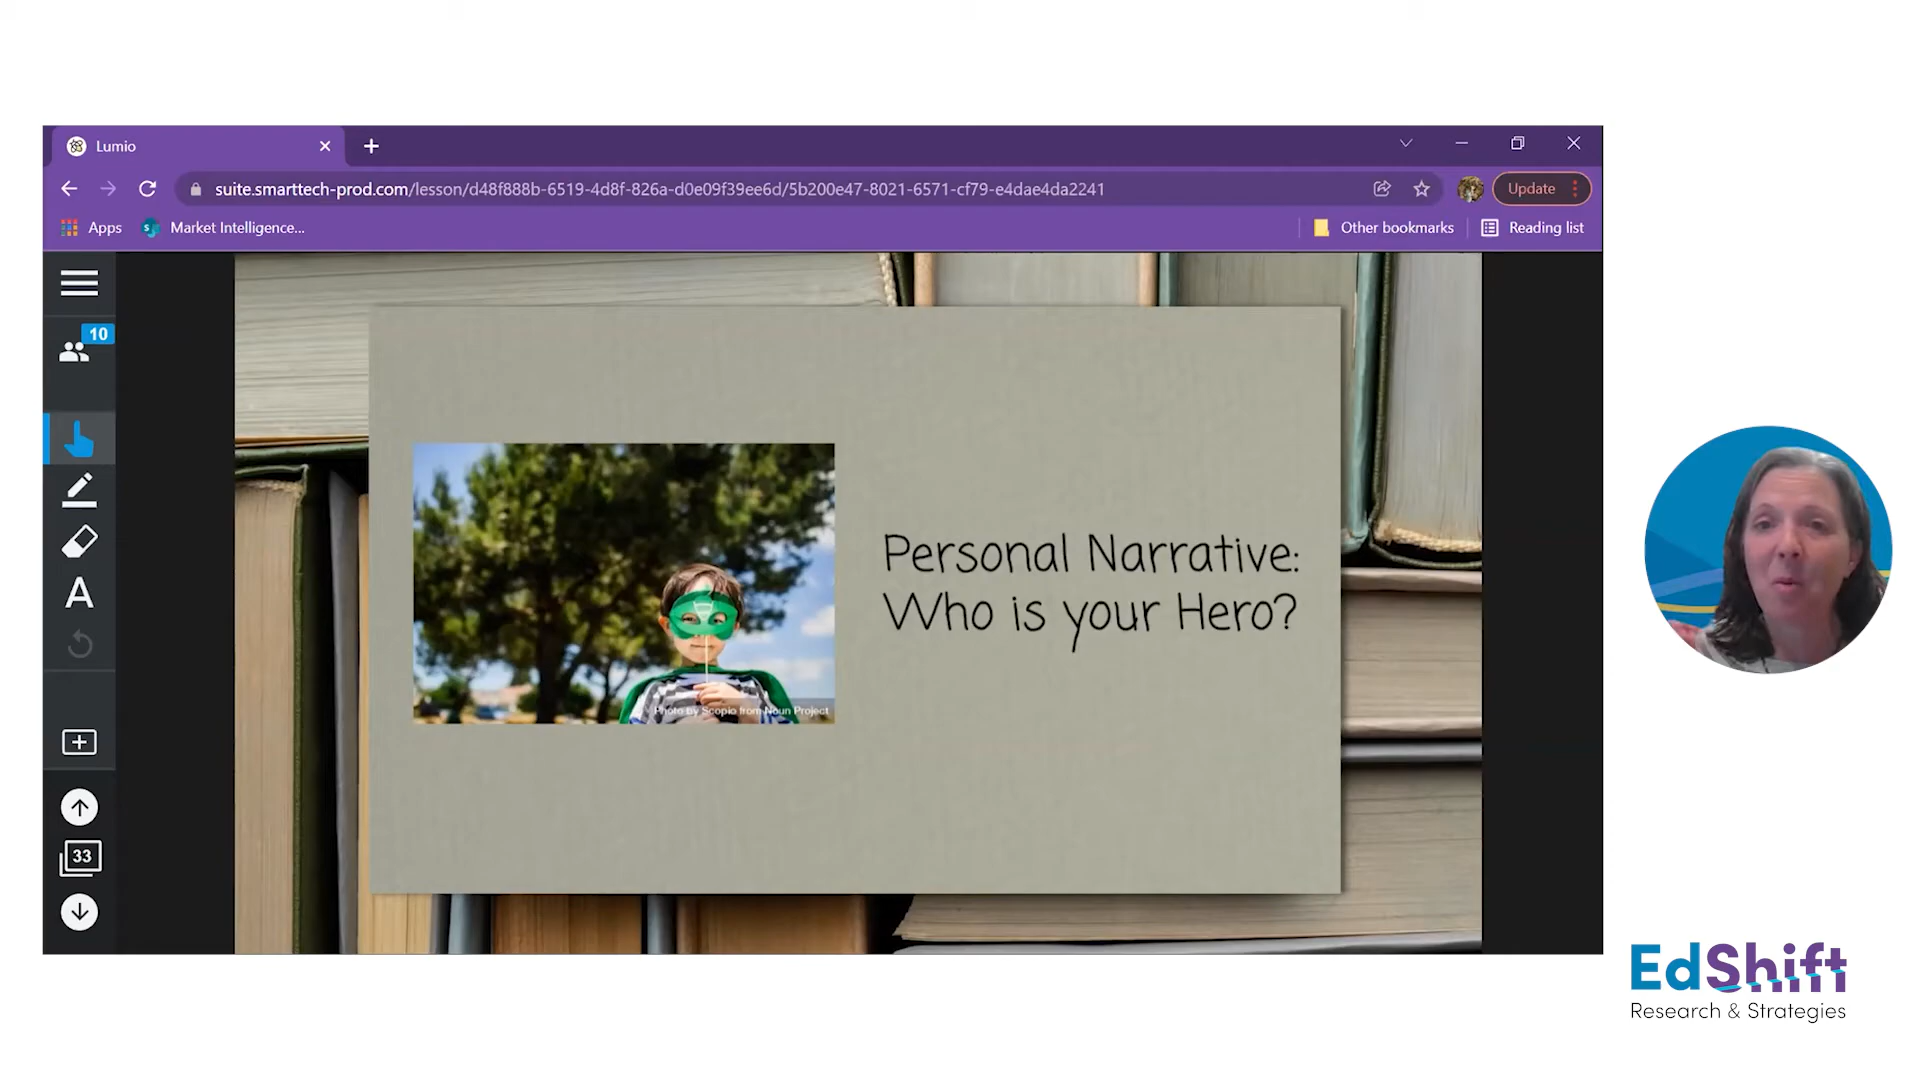 Lumio
suite.smarttech-prod.com/lesson/d48f888b-6519-4d8f-826a-d0e09f39ee6d/5b200e47-8021-6571-cf79-e4dae4da2241
Update
Apps
Market Intelligence...
Other bookmarks
Reading list
10
A
33
Personal Narrative:
Who is your Hero?
Photo by Scopio from Noun Project
EdShift
Research & Strategies